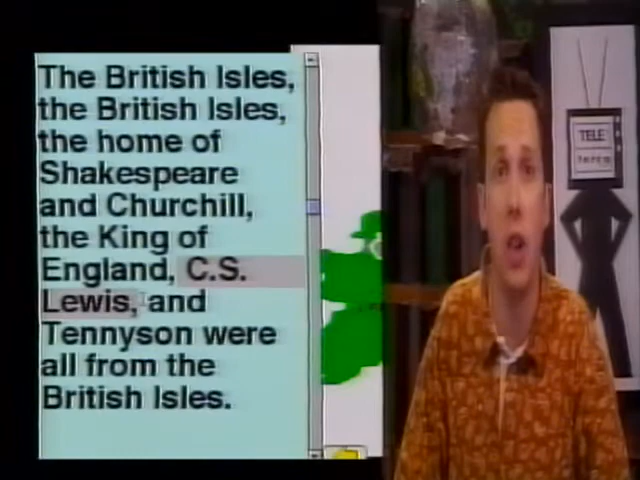 The British Isles,
the British Isles,
the home of
Shakespeare
and Churchill,
the King of
England, C.S.
Lewis, and
Tennyson were
all from the
British Isles.
TELE